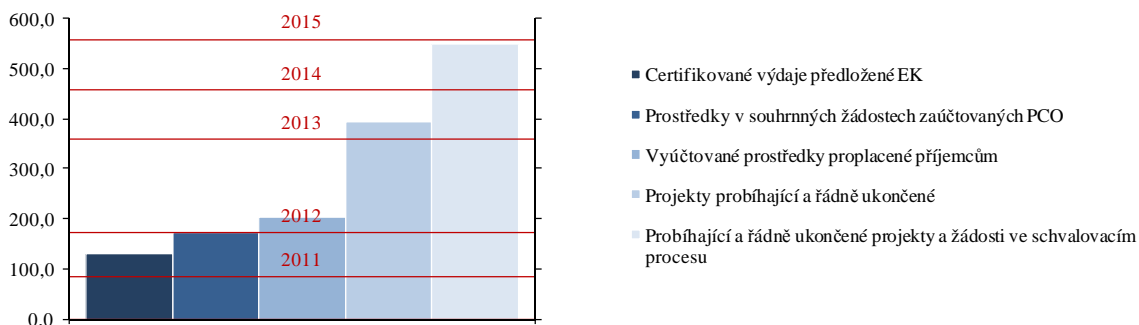 600,0
500,0
400,0
300,0
200,0
100,0
0,0
2015
2014
2013
2012
2011
Certifikované výdaje předložené EK
Prostředky v souhrnných žádostech zaúčtovaných PCO
Vyúčtované prostředky proplacené příjemcům
Projekty probíhající a řádně ukončené
Probíhající a řádně ukončené projekty a žádosti ve schvalovacím
procesu